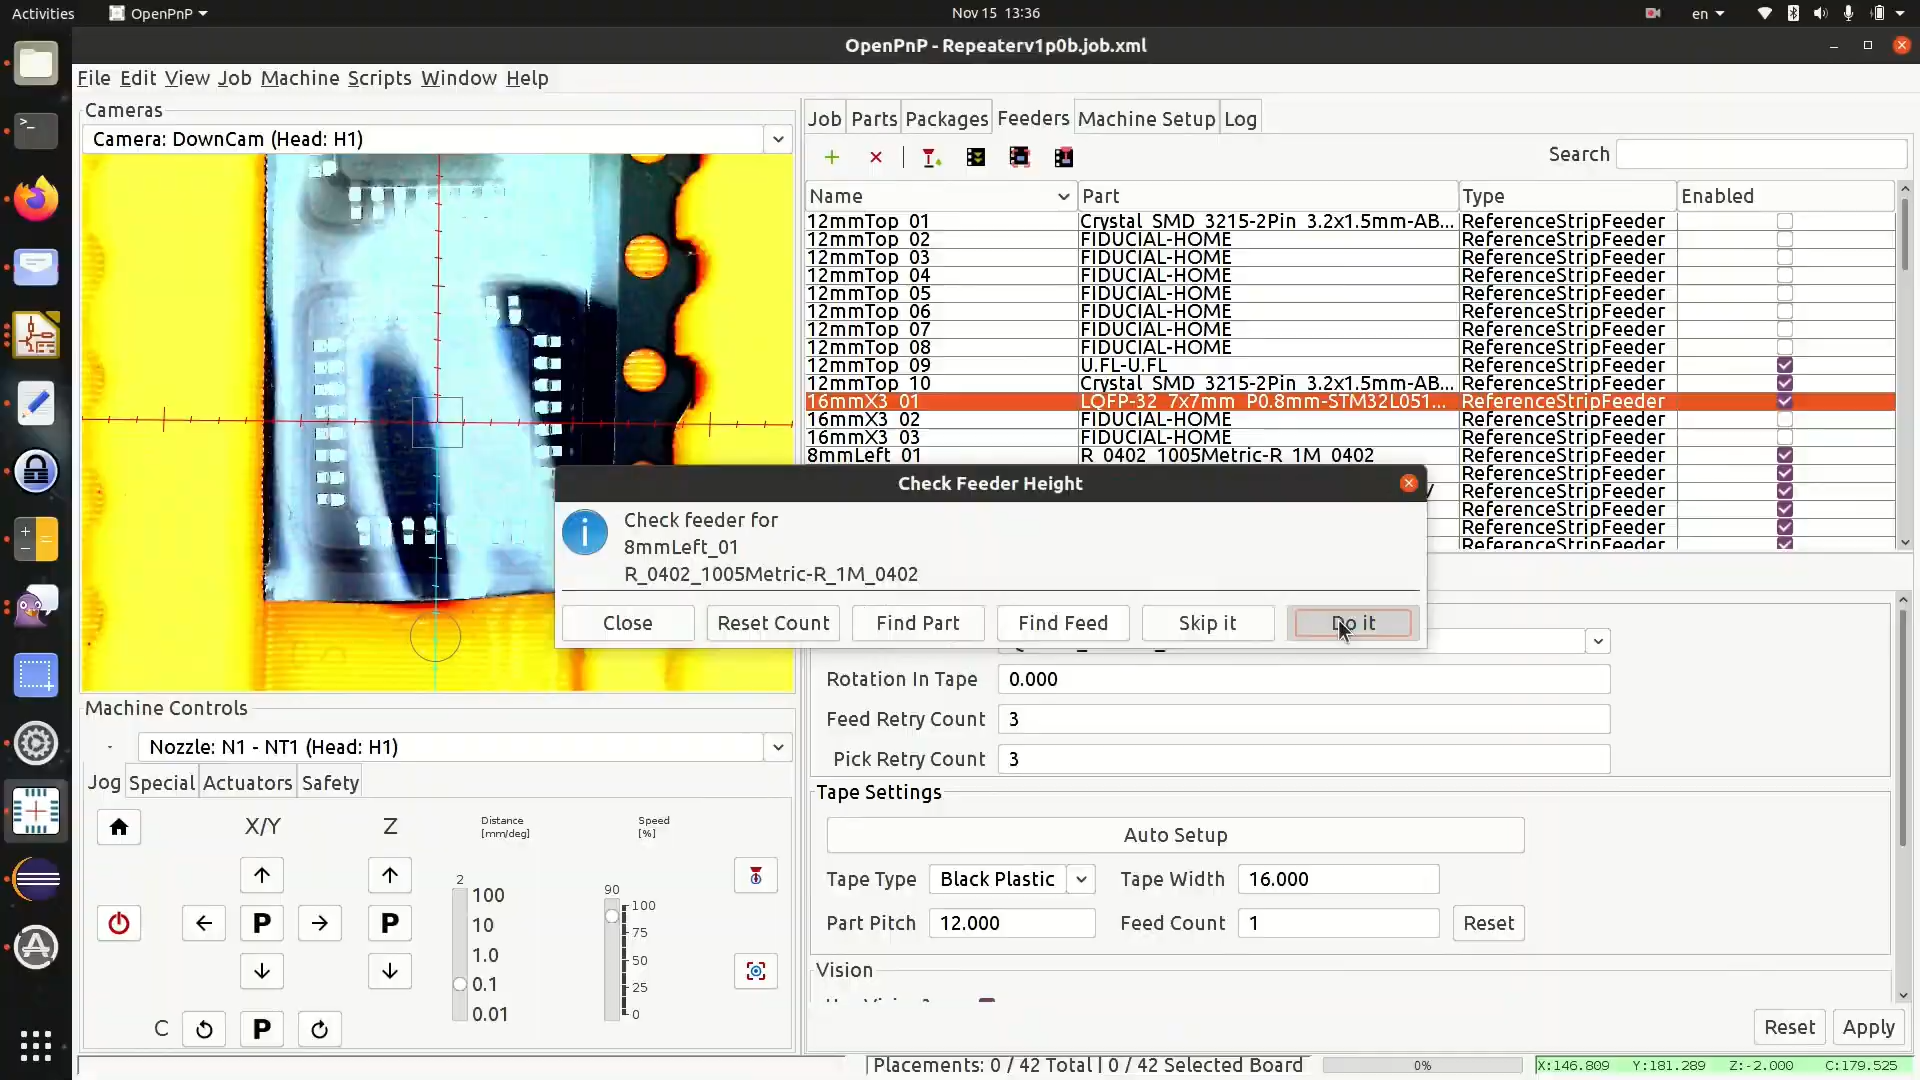 Activities
OpenPnP
Nov 15 13:36
en
OpenPnP - Repeaterv1p0b.job.xml
File Edit View Job Machine Scripts Window Help
Cameras
Camera: DownCam (Head: H1)
Job Parts Packages Feeders Machine Setup Log
Search
Name Part Type Enabled
12mmTop_01 Crystal_SMD_3215-2Pin_3.2x1.5mm-AB... ReferenceStripFeeder
12mmTop_02 FIDUCIAL-HOME ReferenceStripFeeder
12mmTop_03 FIDUCIAL-HOME ReferenceStripFeeder
12mmTop_04 FIDUCIAL-HOME ReferenceStripFeeder
12mmTop_05 FIDUCIAL-HOME ReferenceStripFeeder
12mmTop_06 FIDUCIAL-HOME ReferenceStripFeeder
12mmTop_07 FIDUCIAL-HOME ReferenceStripFeeder
12mmTop_08 FIDUCIAL-HOME ReferenceStripFeeder
12mmTop_09 U.FL-U.FL ReferenceStripFeeder
12mmTop_10 Crystal_SMD_3215-2Pin_3.2x1.5mm-AB... ReferenceStripFeeder
16mmX3_01 LQFP-32_7x7mm_P0.8mm-STM32L051... ReferenceStripFeeder
16mmX3_02 FIDUCIAL-HOME ReferenceStripFeeder
16mmX3_03 FIDUCIAL-HOME ReferenceStripFeeder
8mmLeft_01 R_0402_1005Metric-R_1M_0402 ReferenceStripFeeder
ReferenceStripFeeder
ReferenceStripFeeder
ReferenceStripFeeder
ReferenceStripFeeder
ReferenceStripFeeder
Check Feeder Height
Check feeder for
8mmLeft_01
R_0402_1005Metric-R_1M_0402
Close Reset Count Find Part Find Feed Skip it Do it
Rotation In Tape 0.000
Feed Retry Count 3
Pick Retry Count 3
Tape Settings
Auto Setup
Tape Type Black Plastic Tape Width 16.000
Part Pitch 12.000 Feed Count 1 Reset
Vision
Reset Apply
Machine Controls
Nozzle: N1 - NT1 (Head: H1)
Jog Special Actuators Safety
X/Y Z
Distance
[mm/deg]
Speed
[%]
2
100
10
1.0
0.1
0.01
90
100
75
50
25
0
P P
C P
Placements: 0 / 42 Total | 0 / 42 Selected Board
0%
X:146.809 Y:181.289 Z:-2.000 C:179.525